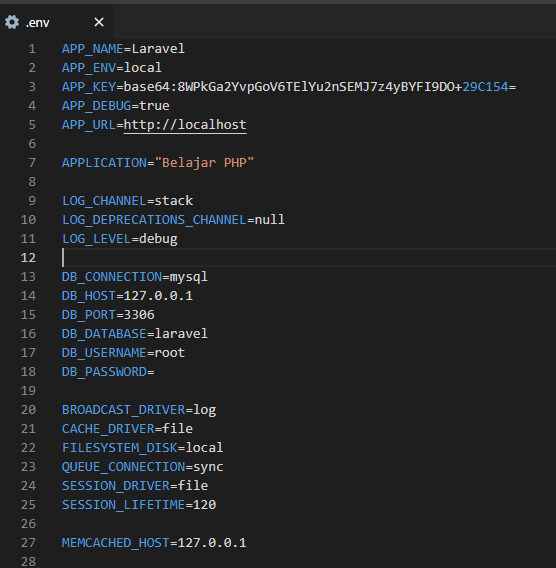 .env
1 APP_NAME=Laravel
2 APP_ENV=local
3 APP_KEY=base64:8WPkGa2YvpGoV6TElYu2nSEMJ7z4yBYFI9DO+29C154=
4 APP_DEBUG=true
5 APP_URL=http://localhost
6
7 APPLICATION="Belajar PHP"
8
9 LOG_CHANNEL=stack
10 LOG_DEPRECATIONS_CHANNEL=null
11 LOG_LEVEL=debug
12
13 DB_CONNECTION=mysql
14 DB_HOST=127.0.0.1
15 DB_PORT=3306
16 DB_DATABASE=laravel
17 DB_USERNAME=root
18 DB_PASSWORD=
19
20 BROADCAST_DRIVER=log
21 CACHE_DRIVER=file
22 FILESYSTEM_DISK=local
23 QUEUE_CONNECTION=sync
24 SESSION_DRIVER=file
25 SESSION_LIFETIME=120
26
27 MEMCACHED_HOST=127.0.0.1
28